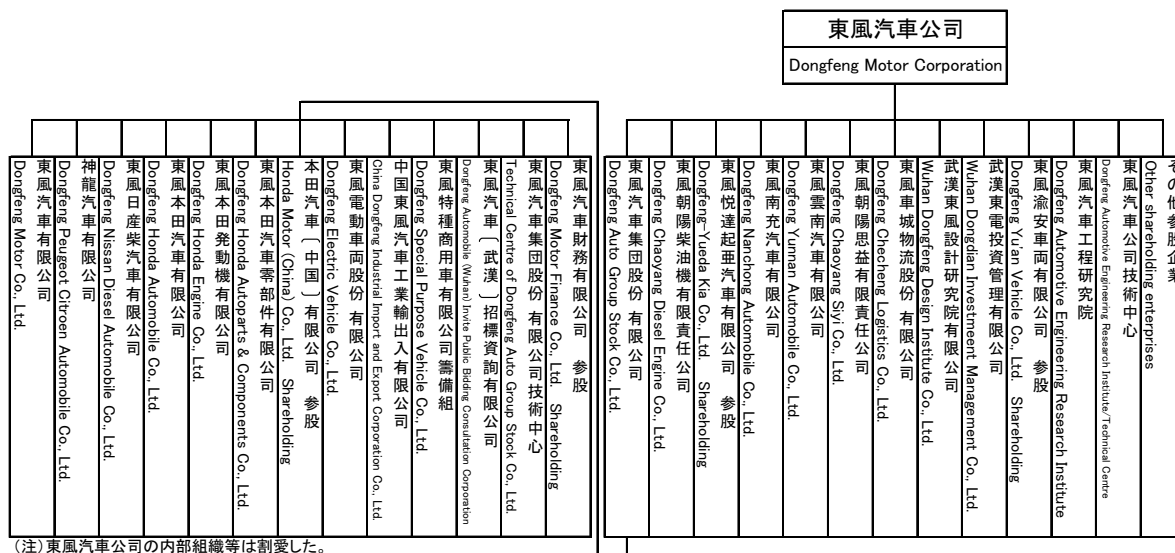 東風汽車公司
Dongfeng Motor Corporation
東風汽車有限公司
Dongfeng Motor Co., Ltd.
神龍汽車有限公司
Dongfeng Peugeot Citroen Automobile Co., Ltd.
東風日産柴汽車有限公司
Dongfeng Nissan Diesel Automobile Co., Ltd.
東風本田汽車有限公司
Dongfeng Honda Automobile Co., Ltd.
東風本田発動機有限公司
Dongfeng Honda Engine Co., Ltd.
東風本田汽車零部件有限公司
Dongfeng Honda Autoparts & Components Co., Ltd.
本田汽車〔中国〕有限公司 参股
Honda Motor (China) Co., Ltd. Shareholding
東風電動車両股份有限公司
Dongfeng Electric Vehicle Co., Ltd.
中国東風汽車工業輸出入有限公司
China Dongfeng Industrial Import and Export Corporation Co., Ltd.
東風特種商用車有限公司籌備組
Dongfeng Special Purpose Vehicle Co., Ltd.
東風汽車〔武漢〕招標資詢有限公司
Dongfeng Automobile (Wuhan) Invite Public Bidding Consultation Corporation
東風汽車集団股份有限公司技術中心
Technical Centre of Dongfeng Auto Group Stock Co., Ltd.
東風汽車財務有限公司 参股
Dongfeng Motor Finance Co., Ltd. Shareholding
東風汽車集団股份有限公司
Dongfeng Auto Group Stock Co., Ltd.
東風朝陽柴油機有限責任公司
Dongfeng Chaoyang Diesel Engine Co., Ltd.
東風悦達起亜汽車有限公司 参股
Dongfeng-Yueda Kia Co., Ltd. Shareholding
東風南充汽車有限公司
Dongfeng Nanchong Automobile Co., Ltd.
東風雲南汽車有限公司
Dongfeng Yunnan Automobile Co., Ltd.
東風朝陽思益有限責任公司
Dongfeng Chaoyang Siyi Co., Ltd.
東風車城物流股份有限公司
Dongfeng Checheng Logistics Co., Ltd.
武漢東風設計研究院有限公司
Wuhan Dongfeng Design Institute Co., Ltd.
武漢東電投資管理有限公司
Wuhan Dongdian Investment Management Co., Ltd.
東風渝安車両有限公司 参股
Dongfeng Yu'an Vehicle Co., Ltd. Shareholding
東風汽車工程研究院
Dongfeng Automotive Engineering Research Institute
東風汽車公司技術中心
Dongfeng Automotive Engineering Research Institute/Technical Centre
その他参股企業
Other shareholding enterprises
(注)東風汽車公司の内部組織等は割愛した。